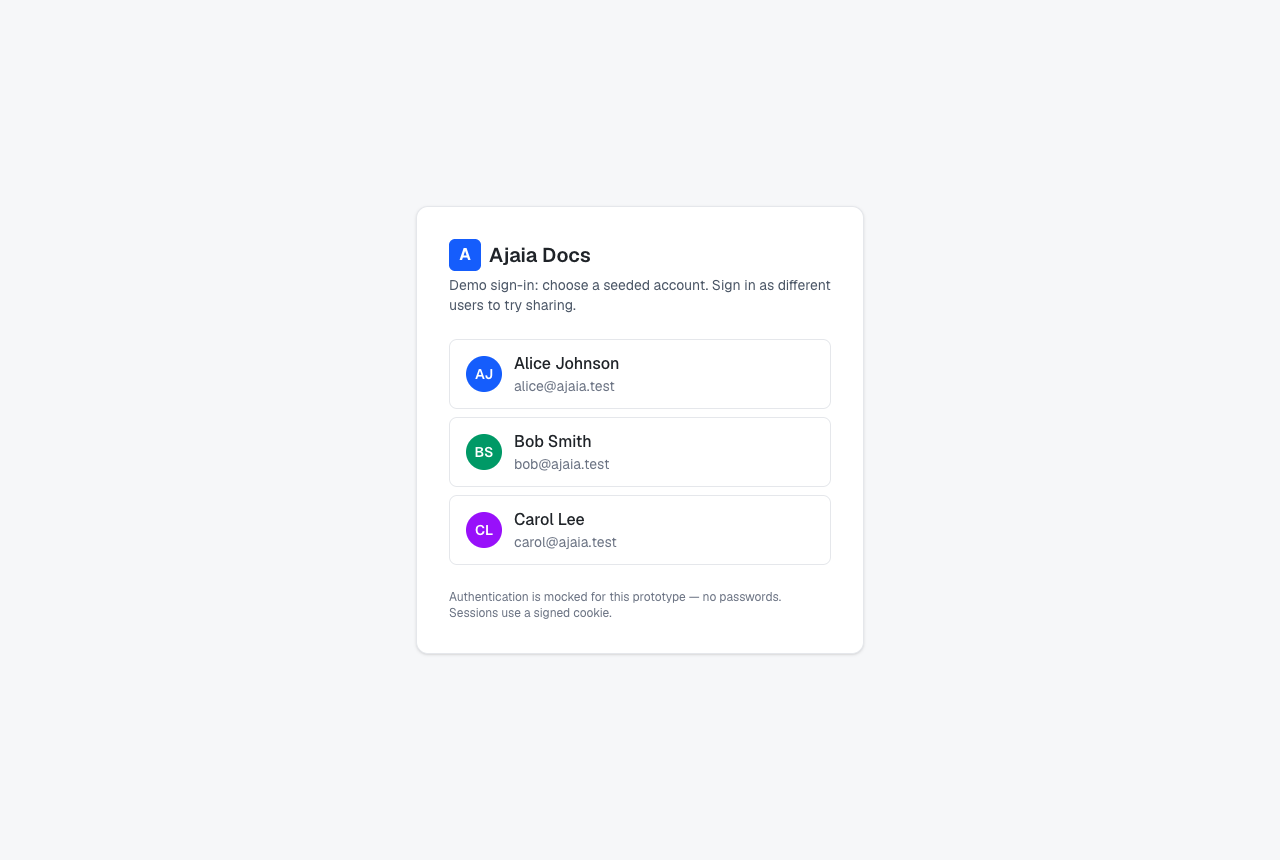 A Ajaia Docs
Demo sign-in: choose a seeded account. Sign in as different
users to try sharing.
AJ Alice Johnson
alice@ajaia.test
BS Bob Smith
bob@ajaia.test
CL Carol Lee
carol@ajaia.test
Authentication is mocked for this prototype — no passwords.
Sessions use a signed cookie.